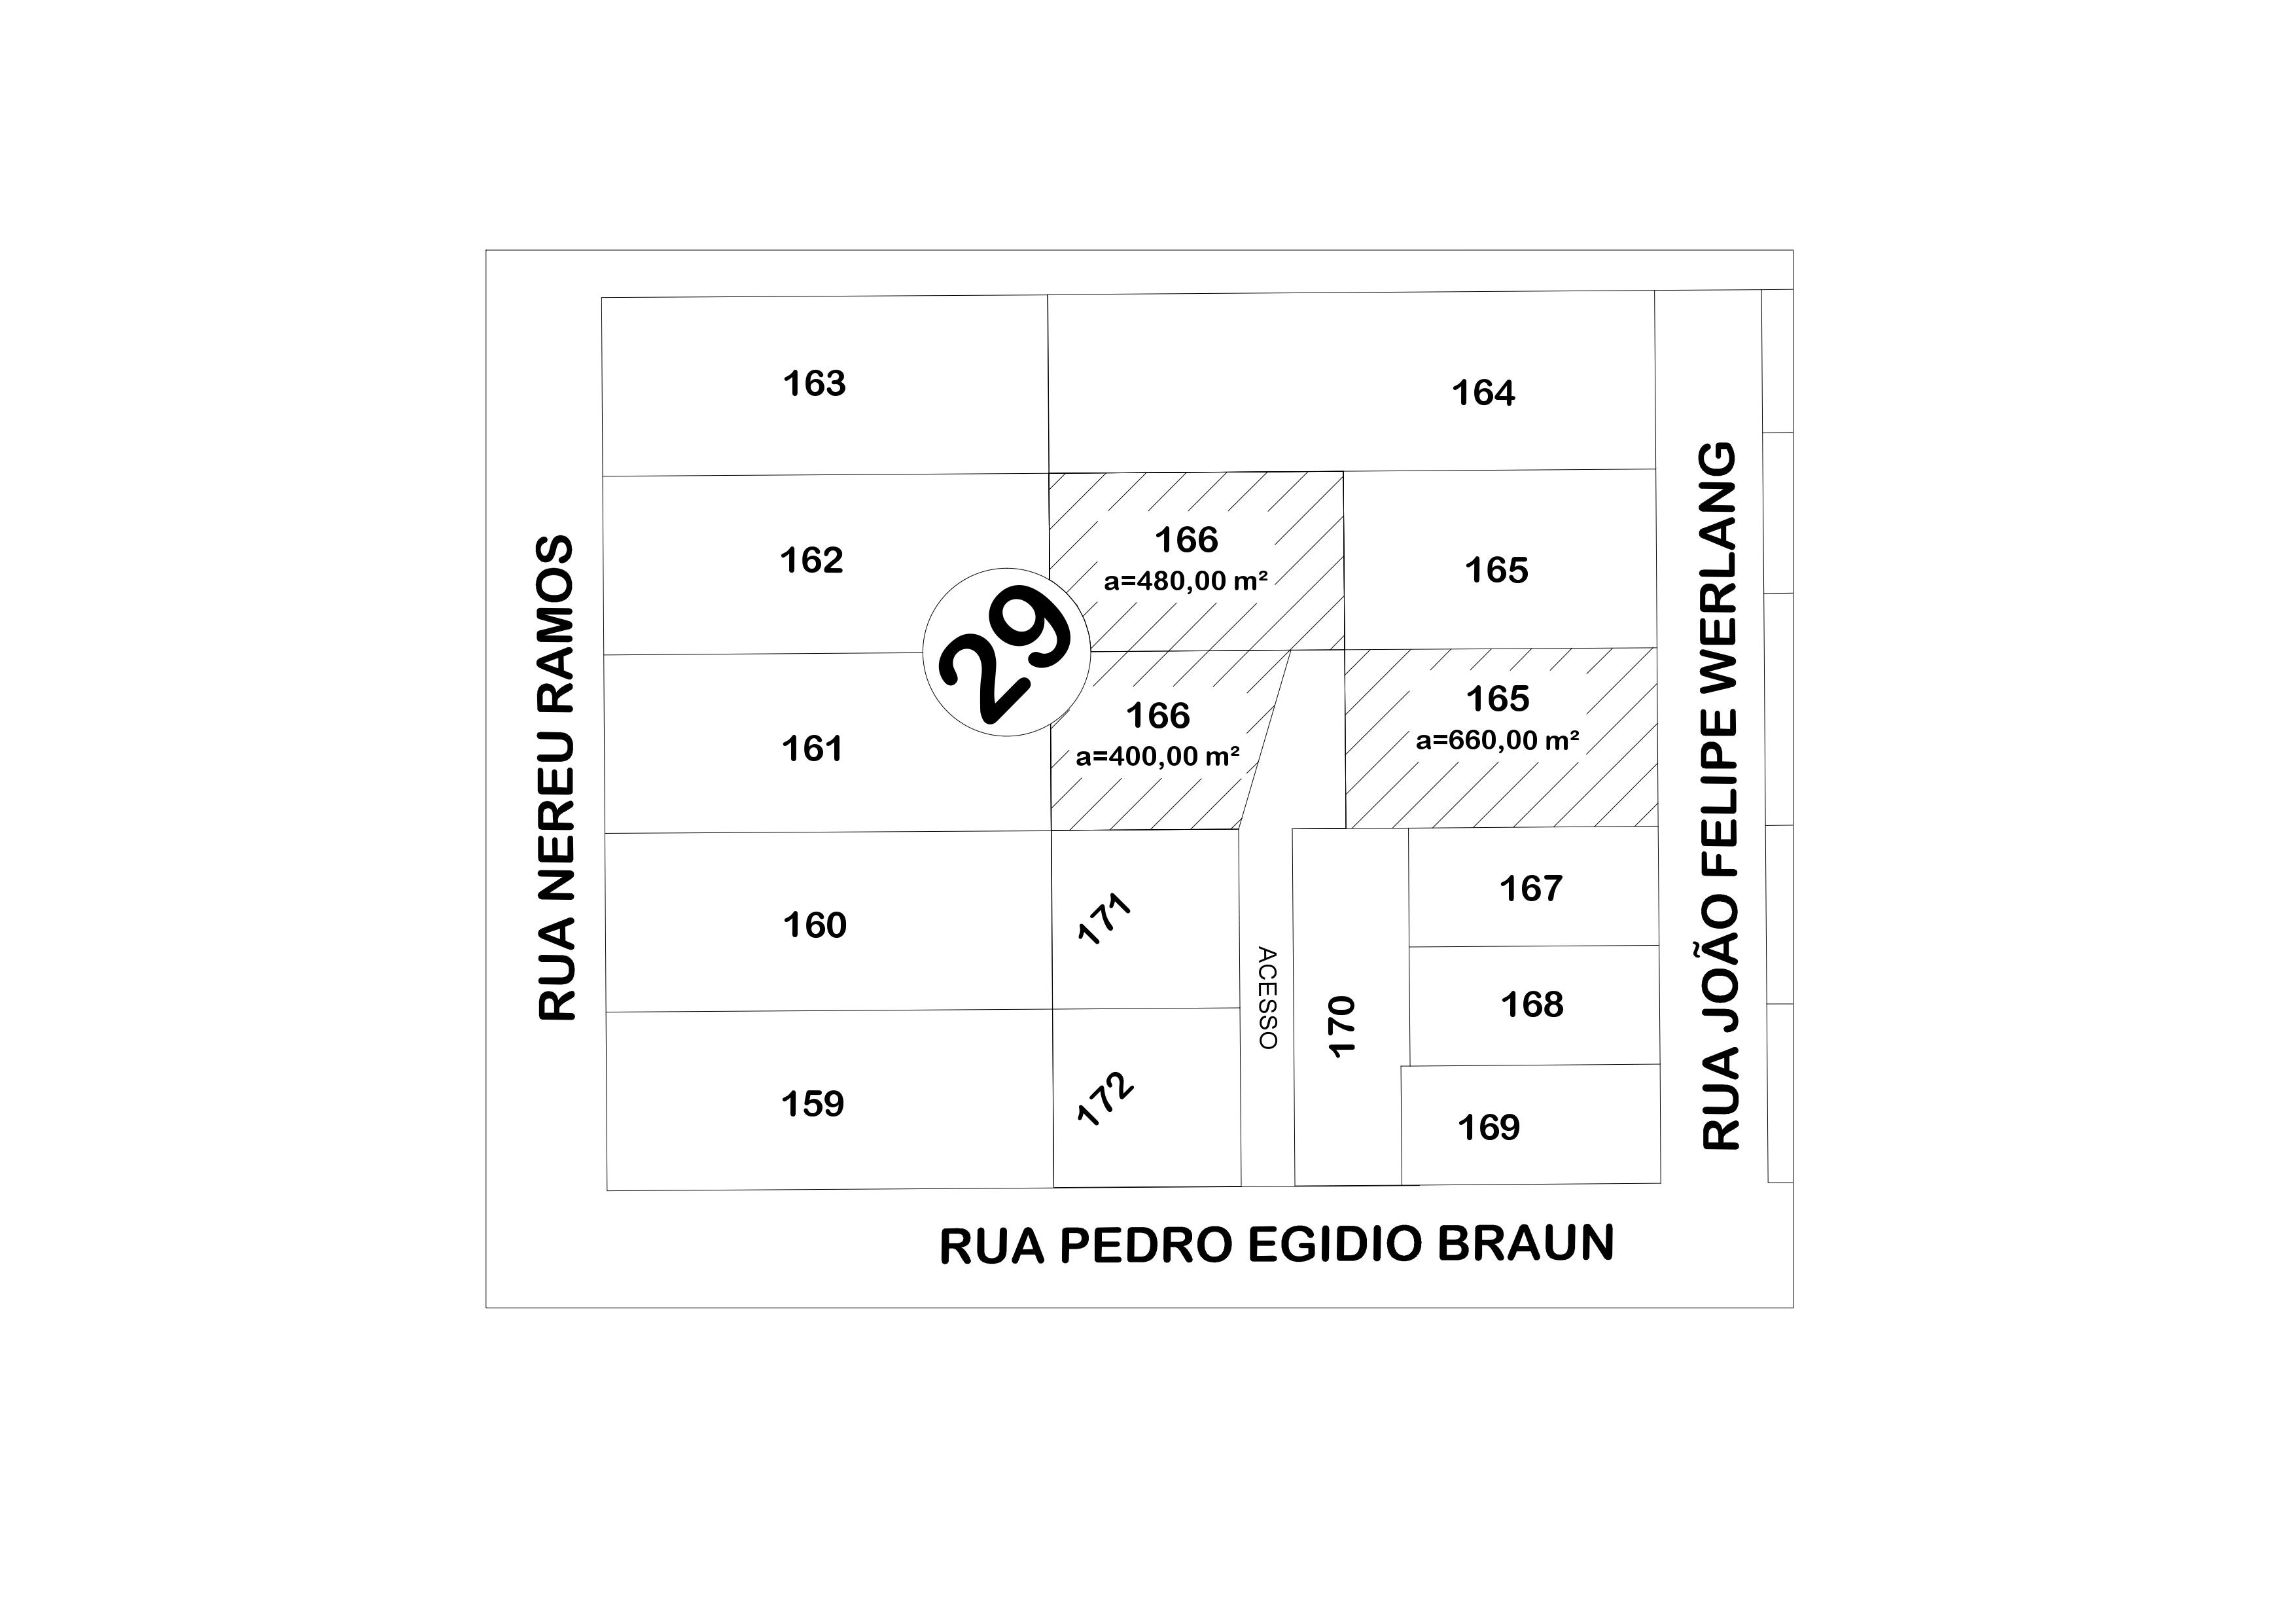 163
164
166
a=480,00 m²
162
165
29
166
a=400,00 m²
165
a=660,00 m²
161
167
160
171
ACESSO
170
168
159
172
169
RUA NEREU RAMOS
RUA JOÃO FELIPE WERLANG
RUA PEDRO EGIDIO BRAUN